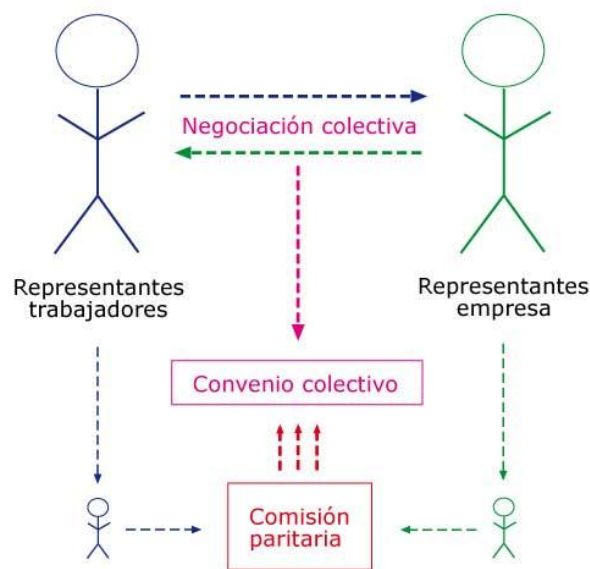 Negociación colectiva
Representantes
trabajadores
Representantes
empresa
Convenio colectivo
Comisión
paritaria